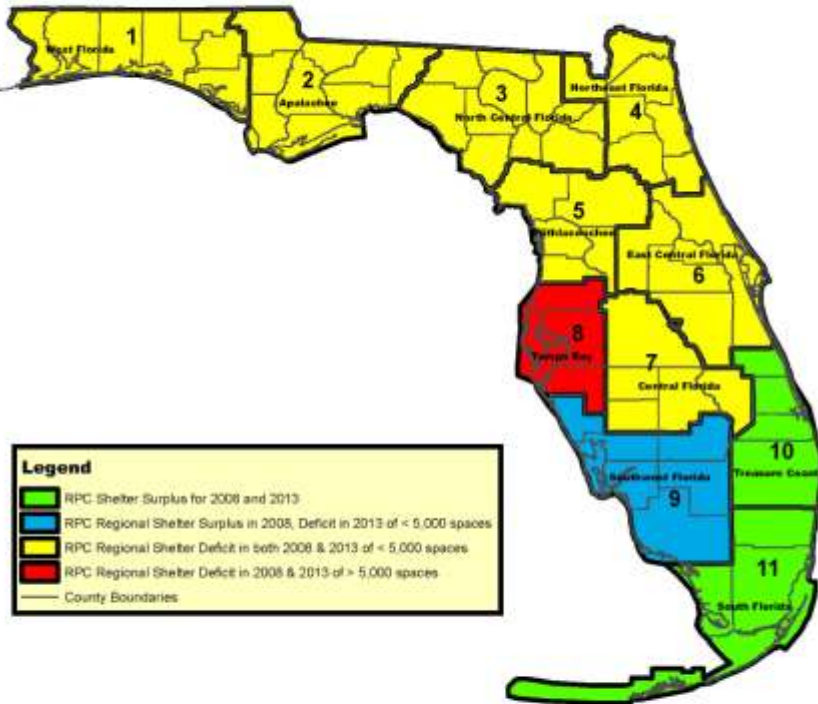 1
West Florida
2
Apalachee
3
North Central Florida
Northeast Florida
4
5
Withlacoochee
East Central Florida
6
8
Tampa Bay
7
Central Florida
Southwest Florida
9
10
Treasure Coast
11
South Florida
Legend
RPC Shelter Surplus for 2008 and 2013
RPC Regional Shelter Surplus in 2008, Deficit in 2013 of < 5,000 spaces
RPC Regional Shelter Deficit in both 2008 & 2013 of < 5,000 spaces
RPC Regional Shelter Deficit in 2008 & 2013 of > 5,000 spaces
County Boundaries